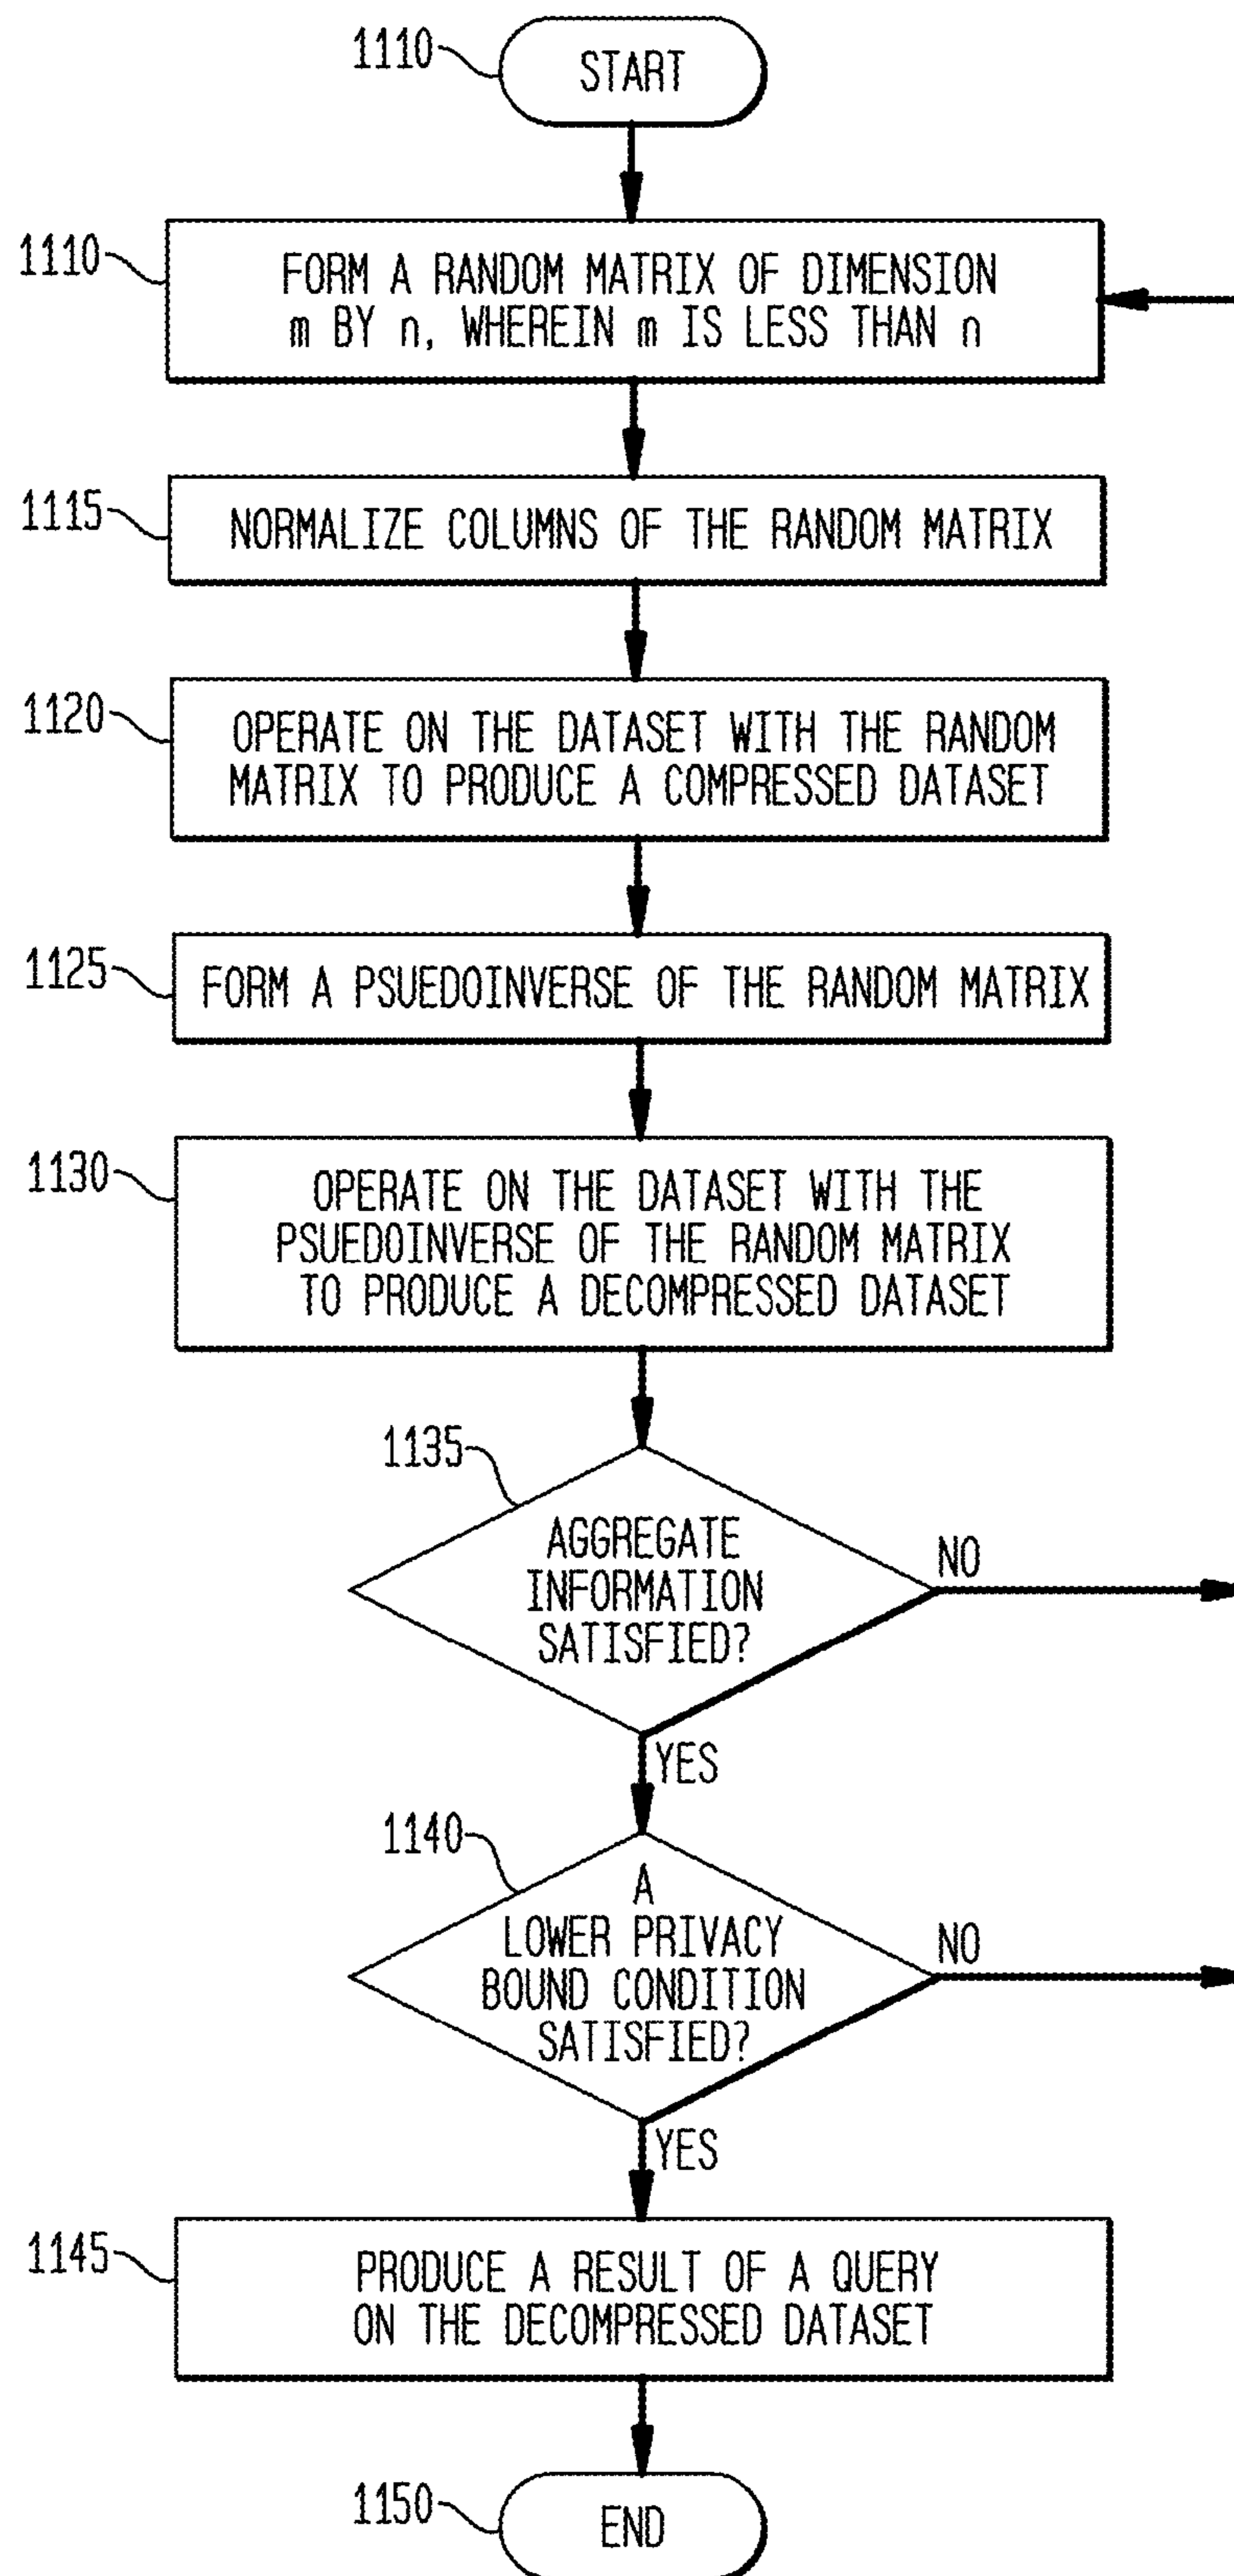 1110
START
1110
FORM A RANDOM MATRIX OF DIMENSION
m BY n, WHEREIN m IS LESS THAN n
1115
NORMALIZE COLUMNS OF THE RANDOM MATRIX
1120
OPERATE ON THE DATASET WITH THE RANDOM
MATRIX TO PRODUCE A COMPRESSED DATASET
1125
FORM A PSUEDOINVERSE OF THE RANDOM MATRIX
1130
OPERATE ON THE DATASET WITH THE
PSUEDOINVERSE OF THE RANDOM MATRIX
TO PRODUCE A DECOMPRESSED DATASET
1135
AGGREGATE
INFORMATION
SATISFIED?
NO
YES
1140
A
LOWER PRIVACY
BOUND CONDITION
SATISFIED?
NO
YES
1145
PRODUCE A RESULT OF A QUERY
ON THE DECOMPRESSED DATASET
1150
END